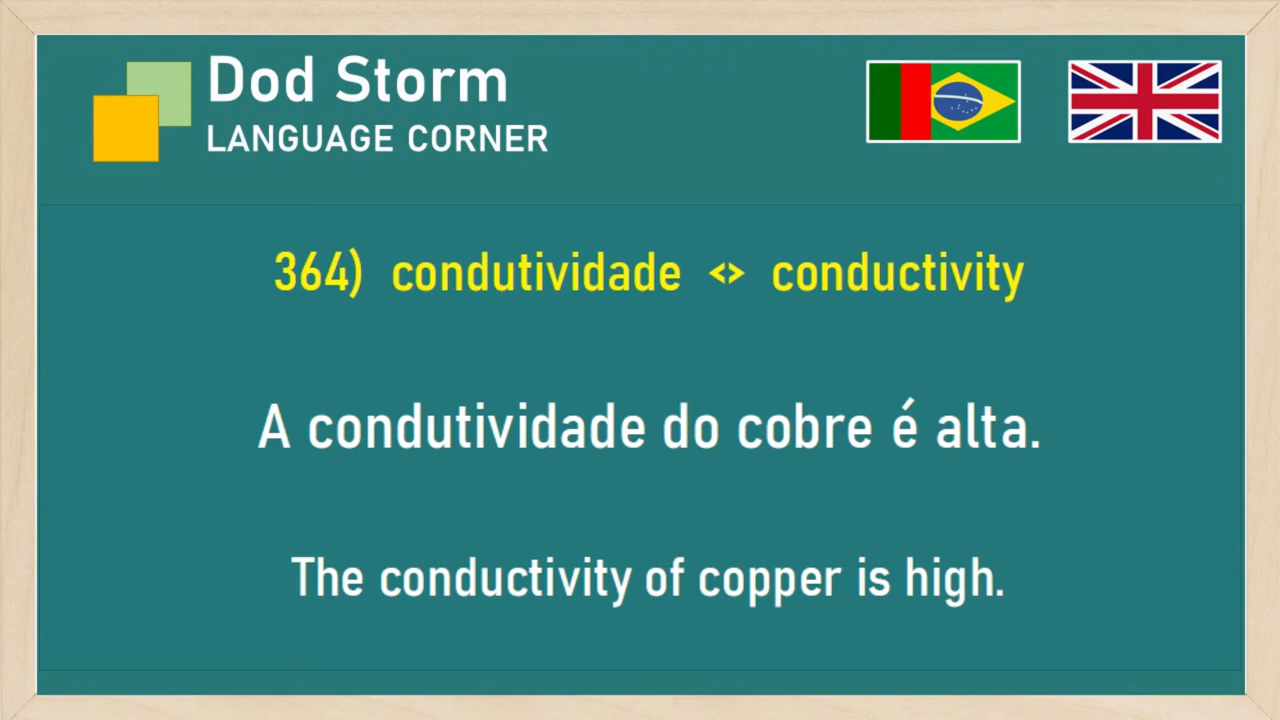 Dod Storm
LANGUAGE CORNER
364) condutividade <> conductivity
A condutividade do cobre é alta.
The conductivity of copper is high.